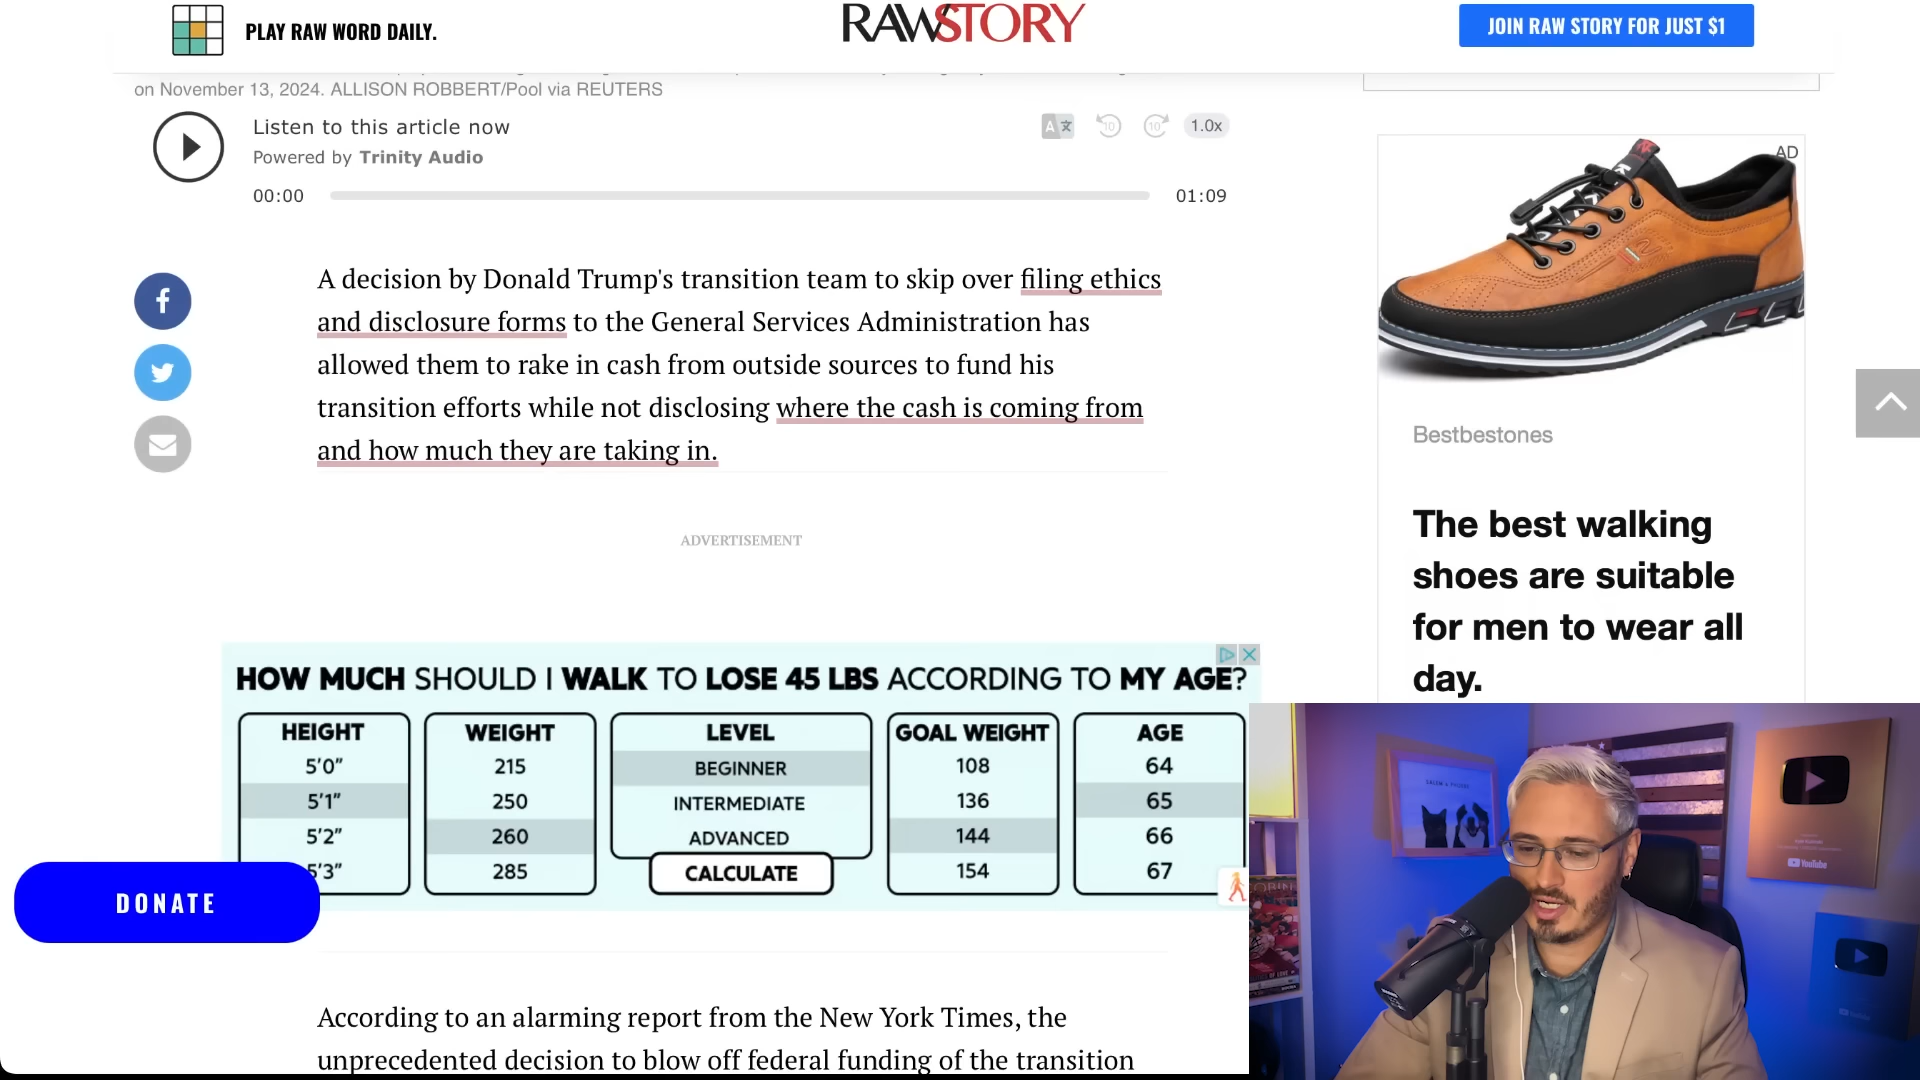 PLAY RAW WORD DAILY.
RAWSTORY
JOIN RAW STORY FOR JUST $1
on November 13, 2024. ALLISON ROBBERT/Pool via REUTERS
Listen to this article now
Powered by Trinity Audio
A文
10
10
1.0x
00:00
01:09
A decision by Donald Trump's transition team to skip over filing ethics
and disclosure forms to the General Services Administration has
allowed them to rake in cash from outside sources to fund his
transition efforts while not disclosing where the cash is coming from
and how much they are taking in.
ADVERTISEMENT
HOW MUCH SHOULD I WALK TO LOSE 45 LBS ACCORDING TO MY AGE?
HEIGHT
5'0"
5'1"
5'2"
5'3"
WEIGHT
215
250
260
285
LEVEL
BEGINNER
INTERMEDIATE
ADVANCED
CALCULATE
GOAL WEIGHT
108
136
144
154
AGE
64
65
66
67
DONATE
According to an alarming report from the New York Times, the
unprecedented decision to blow off federal funding of the transition
AD
Bestbestones
The best walking
shoes are suitable
for men to wear all
day.
YouTube